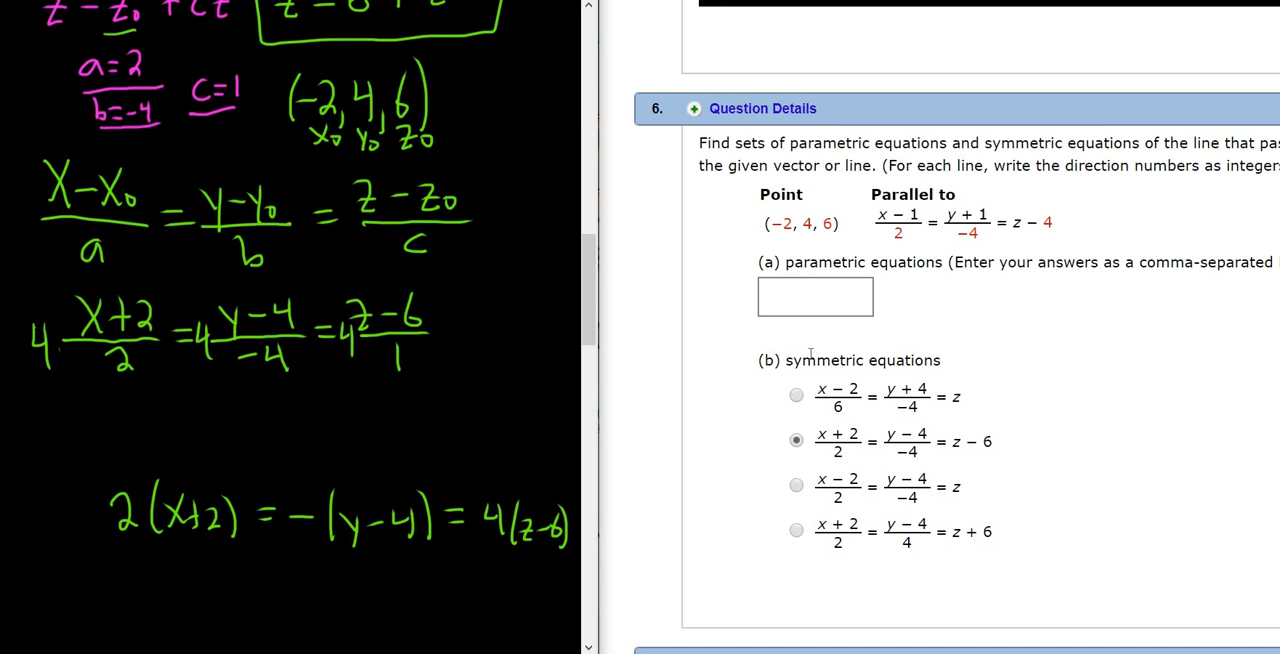 z = z₀ + ct
z = 6 + t
a=2
b=-4
c=1
(-2, 4, 6)
x₀ y₀ z₀
(x-x₀)/a = (y-y₀)/b = (z-z₀)/c
4·(x+2)/2 = 4(y-4)/-4 = 4(z-6)/1
2(x+2) = -(y-4) = 4(z-6)
6. Question Details
Find sets of parametric equations and symmetric equations of the line that pa
the given vector or line. (For each line, write the direction numbers as integer
Point Parallel to
(−2, 4, 6) (x − 1)/2 = (y + 1)/−4 = z − 4
(a) parametric equations (Enter your answers as a comma-separated
(b) symmetric equations
(x − 2)/6 = (y + 4)/−4 = z
(x + 2)/2 = (y − 4)/−4 = z − 6
(x − 2)/2 = (y − 4)/−4 = z
(x + 2)/2 = (y − 4)/4 = z + 6